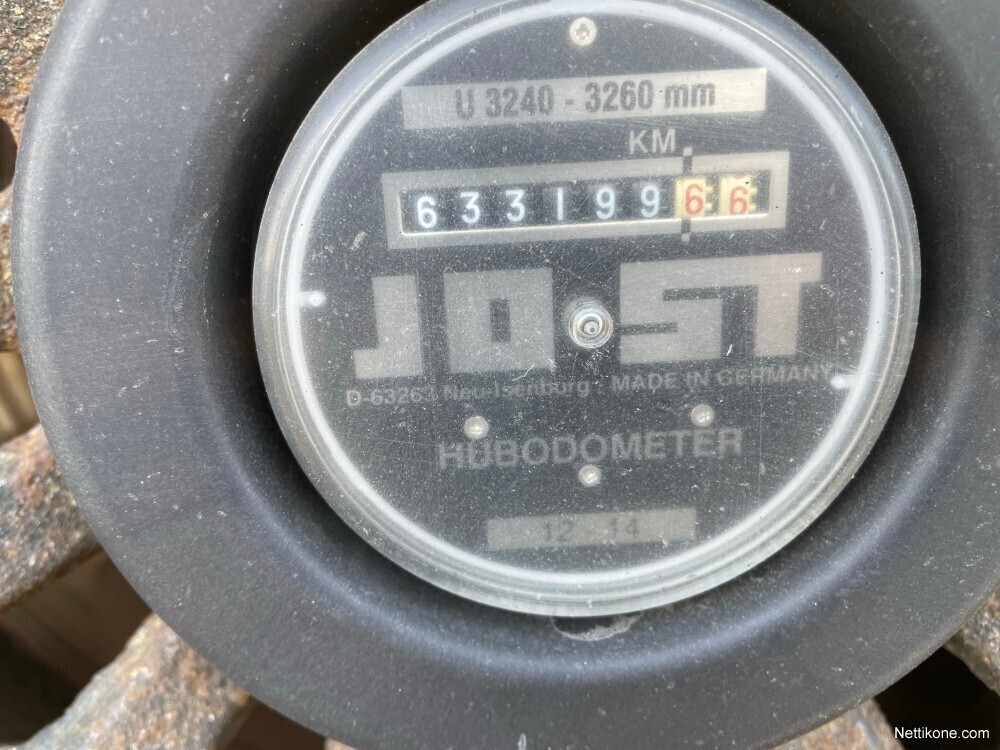 U 3240 - 3260 mm
KM
63319966
JOST
D-63263 Neu-Isenburg · MADE IN GERMANY
HUBODOMETER
12 14
Nettikone.com